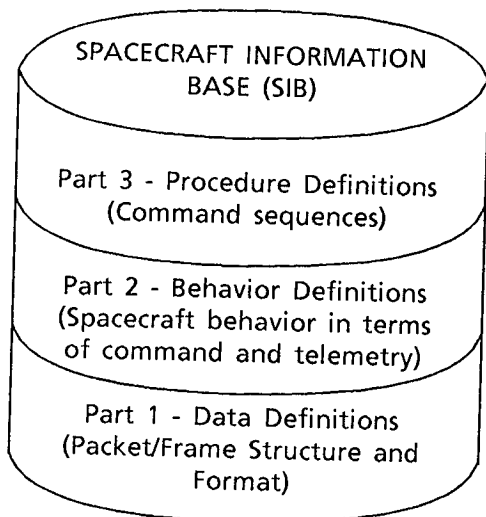 SPACECRAFT INFORMATION
BASE (SIB)
Part 3 - Procedure Definitions
(Command sequences)
Part 2 - Behavior Definitions
(Spacecraft behavior in terms
of command and telemetry)
Part 1 - Data Definitions
(Packet/Frame Structure and
Format)